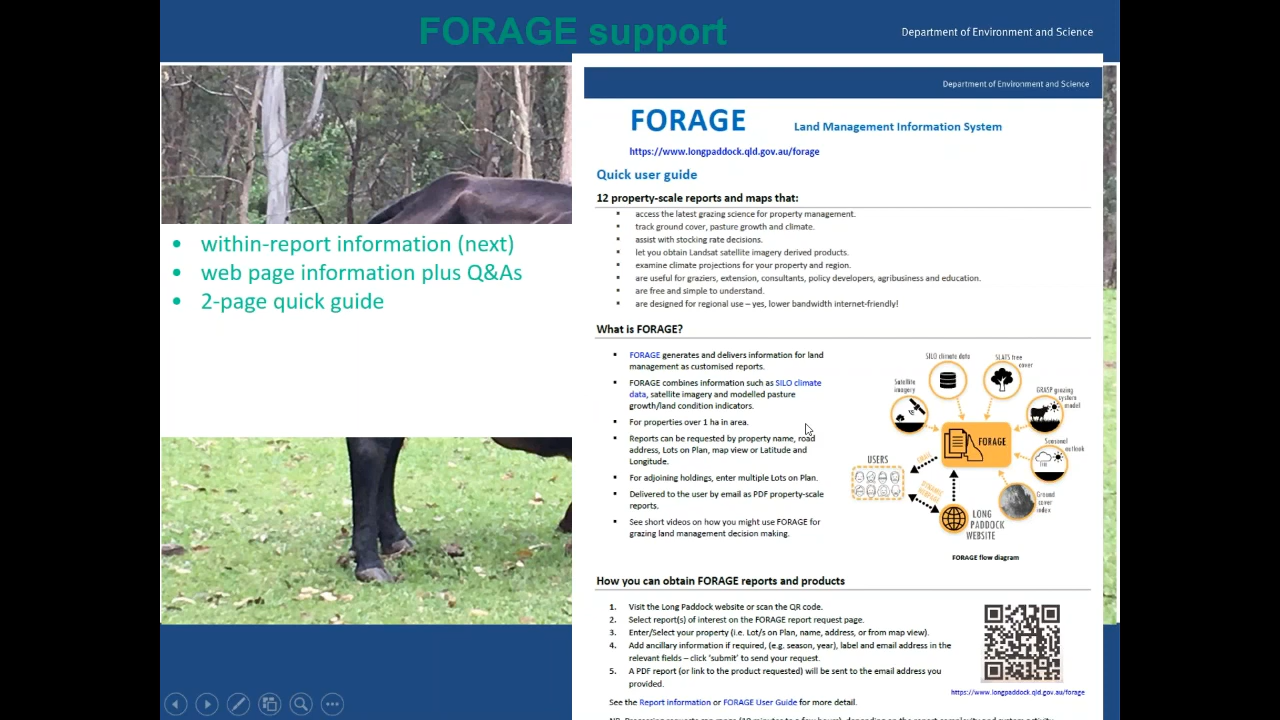 FORAGE support
Department of Environment and Science
• within-report information (next)
• web page information plus Q&As
• 2-page quick guide
Department of Environment and Science
FORAGE
Land Management Information System
https://www.longpaddock.qld.gov.au/forage
Quick user guide
12 property-scale reports and maps that:
▪ access the latest grazing science for property management.
▪ track ground cover, pasture growth and climate.
▪ assist with stocking rate decisions.
▪ let you obtain Landsat satellite imagery derived products.
▪ examine climate projections for your property and region.
▪ are useful for graziers, extension, consultants, policy developers, agribusiness and education.
▪ are free and simple to understand.
▪ are designed for regional use – yes, lower bandwidth internet-friendly!
What is FORAGE?
▪ FORAGE generates and delivers information for land
management as customised reports.
▪ FORAGE combines information such as SILO climate
data, satellite imagery and modelled pasture
growth/land condition indicators.
▪ For properties over 1 ha in area.
▪ Reports can be requested by property name, road
address, Lots on Plan, map view or Latitude and
Longitude.
▪ For adjoining holdings, enter multiple Lots on Plan.
▪ Delivered to the user by email as PDF property-scale
reports.
▪ See short videos on how you might use FORAGE for
grazing land management decision making.
SILO climate data
SLATS tree
cover
Satellite
imagery
GRASP grazing
system
model
FORAGE
Seasonal
outlook
USERS
EMAIL
Ground
cover
index
LONG
PADDOCK
WEBSITE
FORAGE flow diagram
How you can obtain FORAGE reports and products
1. Visit the Long Paddock website or scan the QR code.
2. Select report(s) of interest on the FORAGE report request page.
3. Enter/Select your property (i.e. Lot/s on Plan, name, address, or from map view).
4. Add ancillary information if required, (e.g. season, year), label and email address in the
relevant fields – click ‘submit’ to send your request.
5. A PDF report (or link to the product requested) will be sent to the email address you
provided.
https://www.longpaddock.qld.gov.au/forage
See the Report information or FORAGE User Guide for more detail.